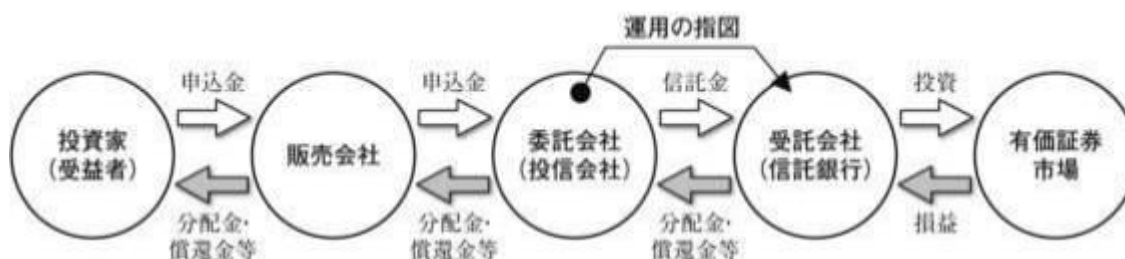 運用の指図
申込金
申込金
信託金
投資
投資家
(受益者)
販売会社
委託会社
(投信会社)
受託会社
(信託銀行)
有価証券
市場
分配金・
償還金等
分配金・
償還金等
分配金・
償還金等
損益